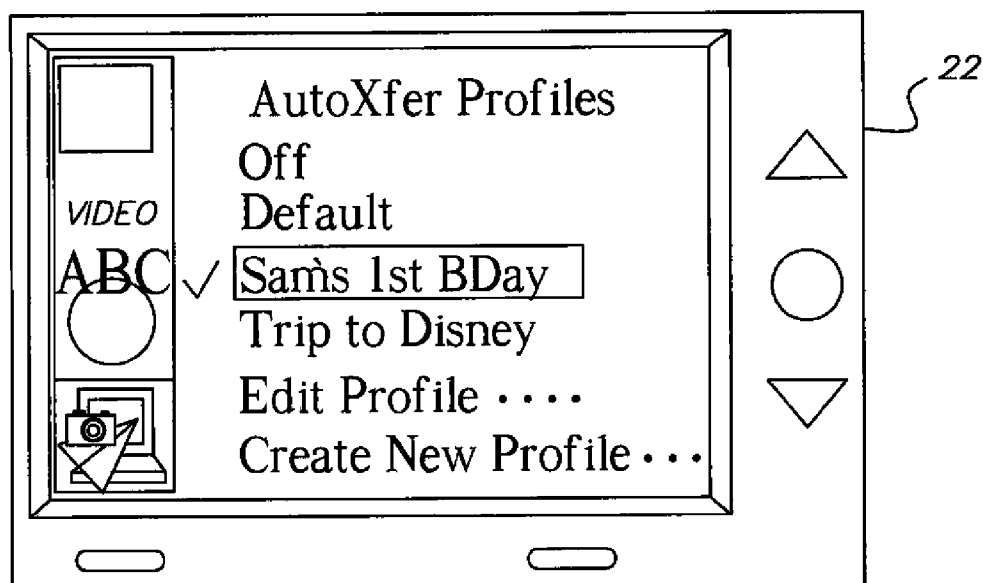 22
AutoXfer Profiles
Off
VIDEO
Default
ABC
Sam's 1st BDay
Trip to Disney
Edit Profile ....
Create New Profile ...